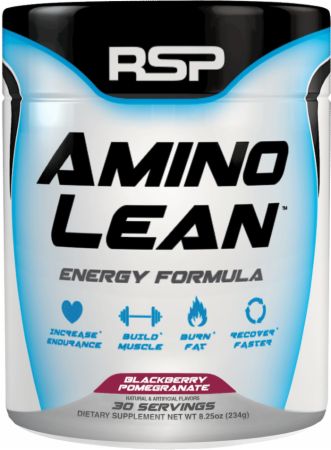 RSP
AMINO
LEAN™
ENERGY FORMULA
INCREASE*
ENDURANCE
BUILD*
MUSCLE
BURN*
FAT
RECOVER*
FASTER
BLACKBERRY
POMEGRANATE
NATURAL & ARTIFICIAL FLAVORS
30 SERVINGS
DIETARY SUPPLEMENT NET WT 8.25oz (234g)